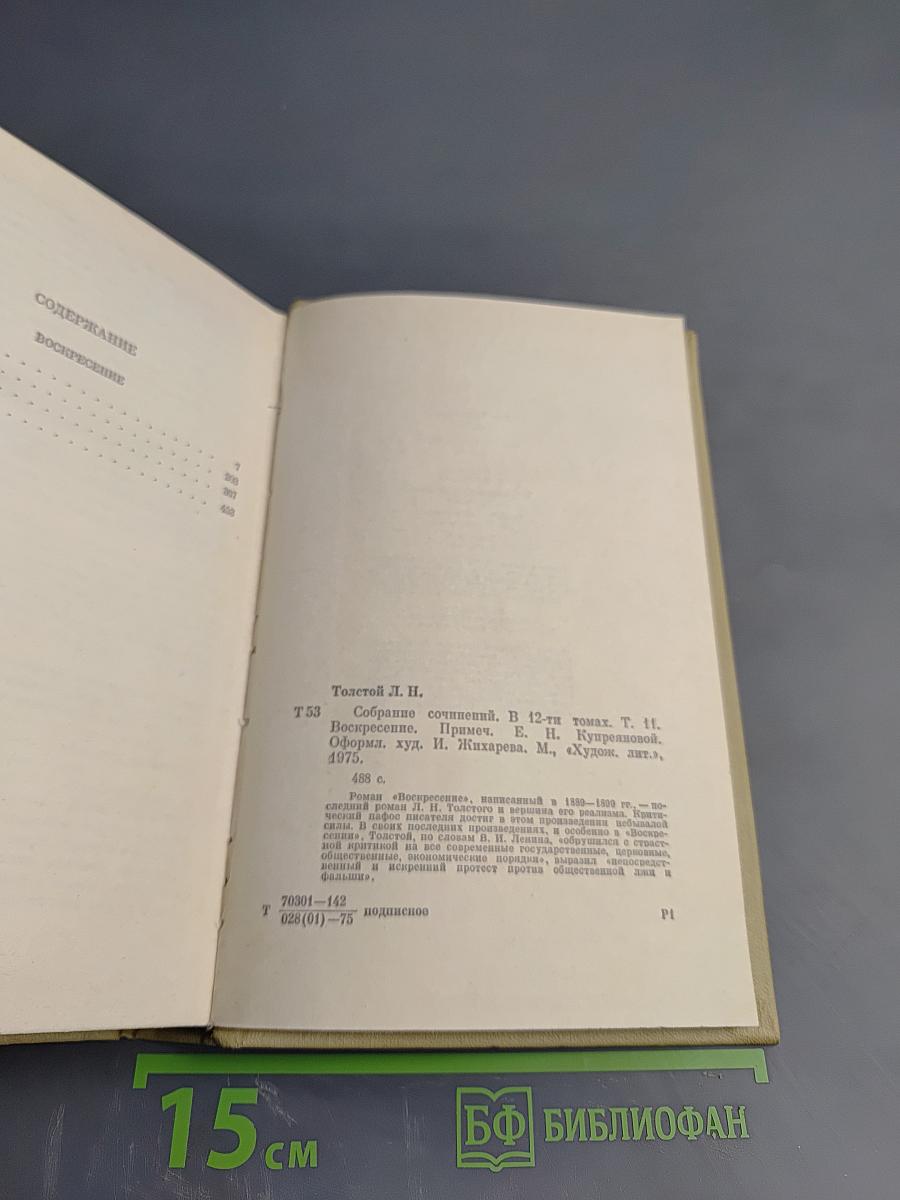 СОДЕРЖАНИЕ
ВОСКРЕСЕНИЕ
7
203
307
453
Толстой Л. Н.
Т 53 Собрание сочинений. В 12-ти томах. Т. 11.
Воскресение. Примеч. Е. Н. Купреяновой.
Оформл. худ. И. Жихарева. М., «Худож. лит.»,
1975.
488 с.
Роман «Воскресение», написанный в 1889—1899 гг., — по-
следний роман Л. Н. Толстого и вершина его реализма. Крити-
ческий пафос писателя достиг в этом произведении небывалой
силы. В своих последних произведениях, и особенно в «Воскре-
сении», Толстой, по словам В. И. Ленина, «обрушился с страст-
ной критикой на все современные государственные, церковные,
общественные, экономические порядки», выразил «непосредст-
венный и искренний протест против общественной лжи и
фальши».
Т 70301—142
028(01)—75 подписное Р1
15 см
БФ БИБЛИОФАН